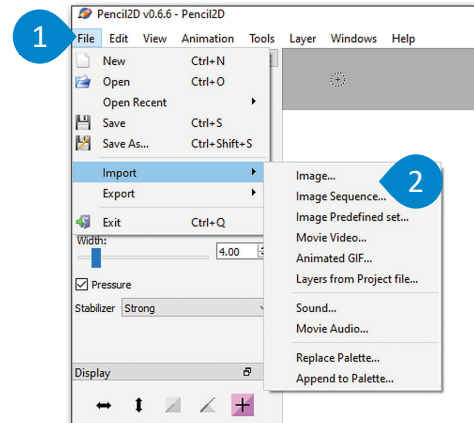 Pencil2D v0.6.6 - Pencil2D
1
File Edit View Animation Tools Layer Windows Help
New Ctrl+N
Open Ctrl+O
Open Recent
Save Ctrl+S
Save As... Ctrl+Shift+S
Import
Export
Exit Ctrl+Q
2
Image...
Image Sequence...
Image Predefined set...
Movie Video...
Animated GIF...
Layers from Project file...
Sound...
Movie Audio...
Replace Palette...
Append to Palette...
Width:
4.00
Pressure
Stabilizer Strong
Display